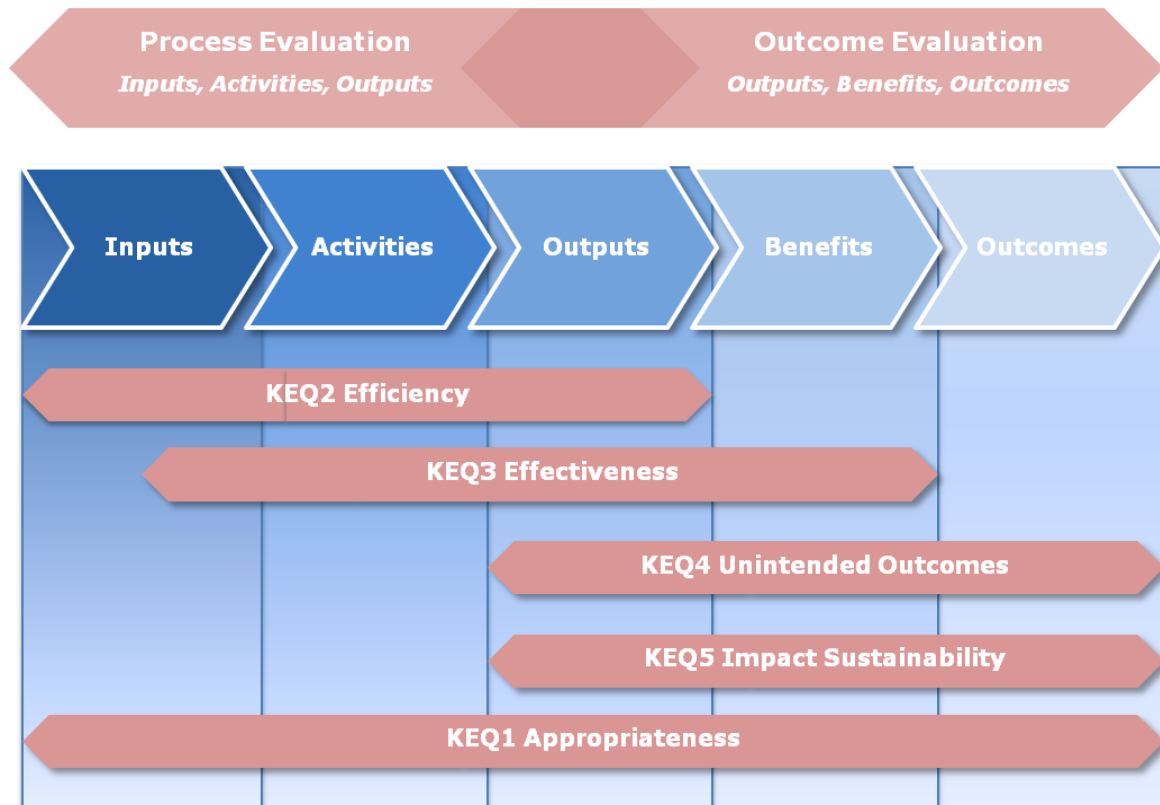 Process Evaluation
Inputs, Activities, Outputs
Outcome Evaluation
Outputs, Benefits, Outcomes
Inputs
Activities
Outputs
Benefits
Outcomes
KEQ2 Efficiency
KEQ3 Effectiveness
KEQ4 Unintended Outcomes
KEQ5 Impact Sustainability
KEQ1 Appropriateness